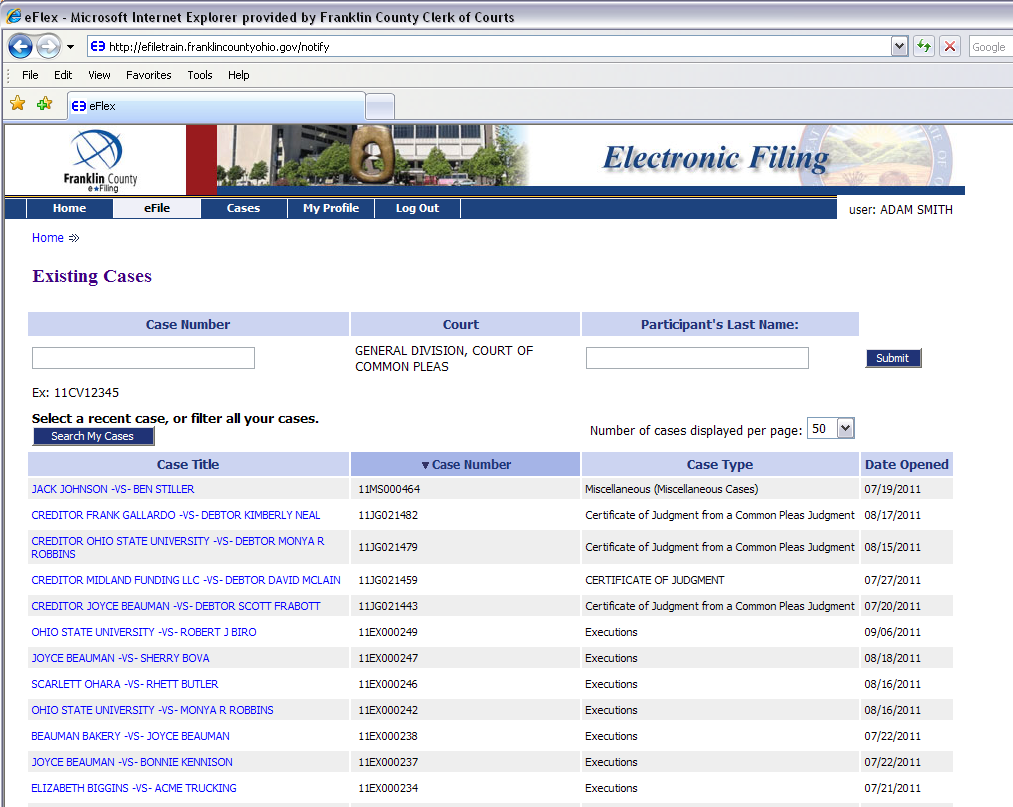 eFlex - Microsoft Internet Explorer provided by Franklin County Clerk of Courts
http://efiletrain.franklincountyohio.gov/notify
Google
File Edit View Favorites Tools Help
eFlex
Franklin County
e★Filing
Electronic Filing
Home eFile Cases My Profile Log Out
user: ADAM SMITH
Home
Existing Cases
Case Number Court Participant's Last Name:
GENERAL DIVISION, COURT OF
COMMON PLEAS
Submit
Ex: 11CV12345
Select a recent case, or filter all your cases.
Search My Cases
Number of cases displayed per page: 50
Case Title ▼ Case Number Case Type Date Opened
JACK JOHNSON -VS- BEN STILLER 11MS000464 Miscellaneous (Miscellaneous Cases) 07/19/2011
CREDITOR FRANK GALLARDO -VS- DEBTOR KIMBERLY NEAL 11JG021482 Certificate of Judgment from a Common Pleas Judgment 08/17/2011
CREDITOR OHIO STATE UNIVERSITY -VS- DEBTOR MONYA R
ROBBINS 11JG021479 Certificate of Judgment from a Common Pleas Judgment 08/15/2011
CREDITOR MIDLAND FUNDING LLC -VS- DEBTOR DAVID MCLAIN 11JG021459 CERTIFICATE OF JUDGMENT 07/27/2011
CREDITOR JOYCE BEAUMAN -VS- DEBTOR SCOTT FRABOTT 11JG021443 Certificate of Judgment from a Common Pleas Judgment 07/20/2011
OHIO STATE UNIVERSITY -VS- ROBERT J BIRO 11EX000249 Executions 09/06/2011
JOYCE BEAUMAN -VS- SHERRY BOVA 11EX000247 Executions 08/18/2011
SCARLETT OHARA -VS- RHETT BUTLER 11EX000246 Executions 08/16/2011
OHIO STATE UNIVERSITY -VS- MONYA R ROBBINS 11EX000242 Executions 08/16/2011
BEAUMAN BAKERY -VS- JOYCE BEAUMAN 11EX000238 Executions 07/22/2011
JOYCE BEAUMAN -VS- BONNIE KENNISON 11EX000237 Executions 07/22/2011
ELIZABETH BIGGINS -VS- ACME TRUCKING 11EX000234 Executions 07/21/2011